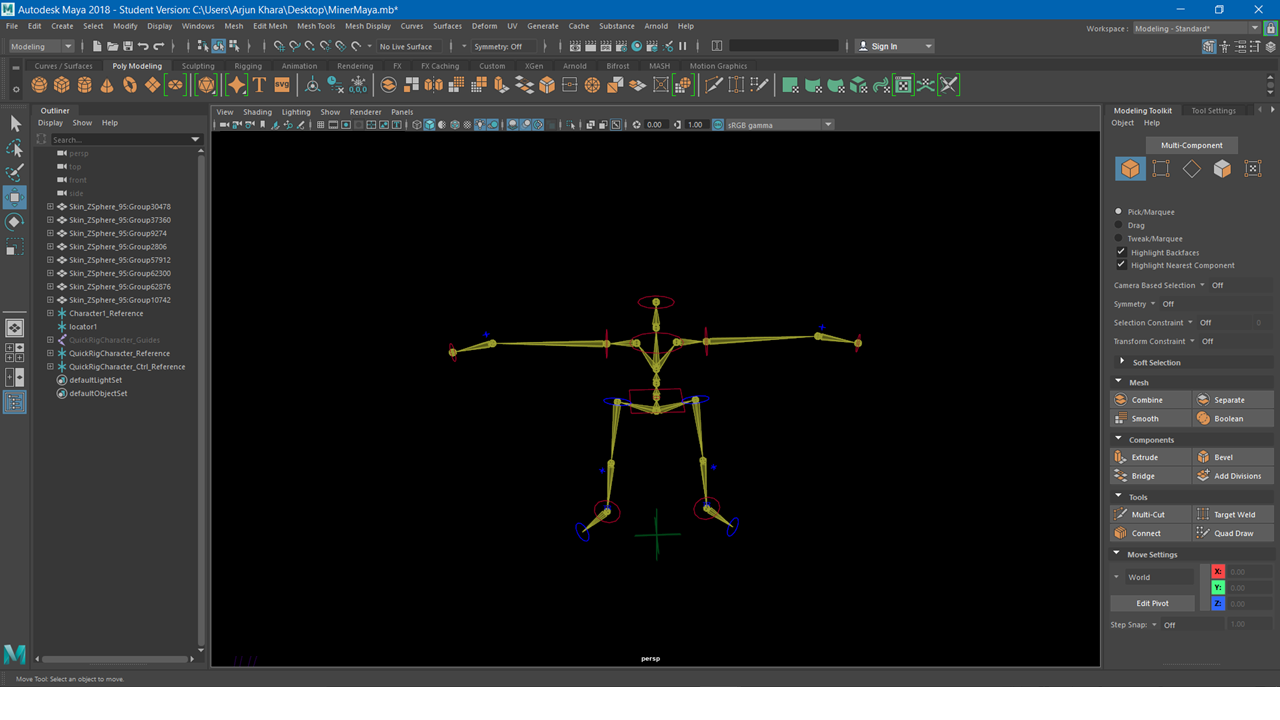 Autodesk Maya 2018 - Student Version: C:\Users\Arjun Khara\Desktop\MinerMaya.mb*
File Edit Create Select Modify Display Windows Mesh Edit Mesh Mesh Tools Mesh Display Curves Surfaces Deform UV Generate Cache Substance Arnold Help
Workspace : Modeling - Standard*
Modeling No Live Surface Symmetry: Off Sign In
Curves / Surfaces Poly Modeling Sculpting Rigging Animation Rendering FX FX Caching Custom XGen Arnold Bifrost MASH Motion Graphics
SVG
0,0,0
Outliner
Display Show Help
Search...
persp
top
front
side
Skin_ZSphere_95:Group30478
Skin_ZSphere_95:Group37360
Skin_ZSphere_95:Group9274
Skin_ZSphere_95:Group2806
Skin_ZSphere_95:Group57912
Skin_ZSphere_95:Group62300
Skin_ZSphere_95:Group62876
Skin_ZSphere_95:Group10742
Character1_Reference
locator1
QuickRigCharacter_Guides
QuickRigCharacter_Reference
QuickRigCharacter_Ctrl_Reference
defaultLightSet
defaultObjectSet
View Shading Lighting Show Renderer Panels
0.00 1.00 sRGB gamma
persp
Modeling Toolkit Tool Settings
Object Help
Multi-Component
Pick/Marquee
Drag
Tweak/Marquee
Highlight Backfaces
Highlight Nearest Component
Camera Based Selection Off
Symmetry Off
Selection Constraint Off 0
Transform Constraint Off
Soft Selection
Mesh
Combine Separate
Smooth Boolean
Components
Extrude Bevel
Bridge Add Divisions
Tools
Multi-Cut Target Weld
Connect Quad Draw
Move Settings
World X: 0.00
Y: 0.00
Edit Pivot Z: 0.00
Step Snap: Off 1.00
Move Tool: Select an object to move.